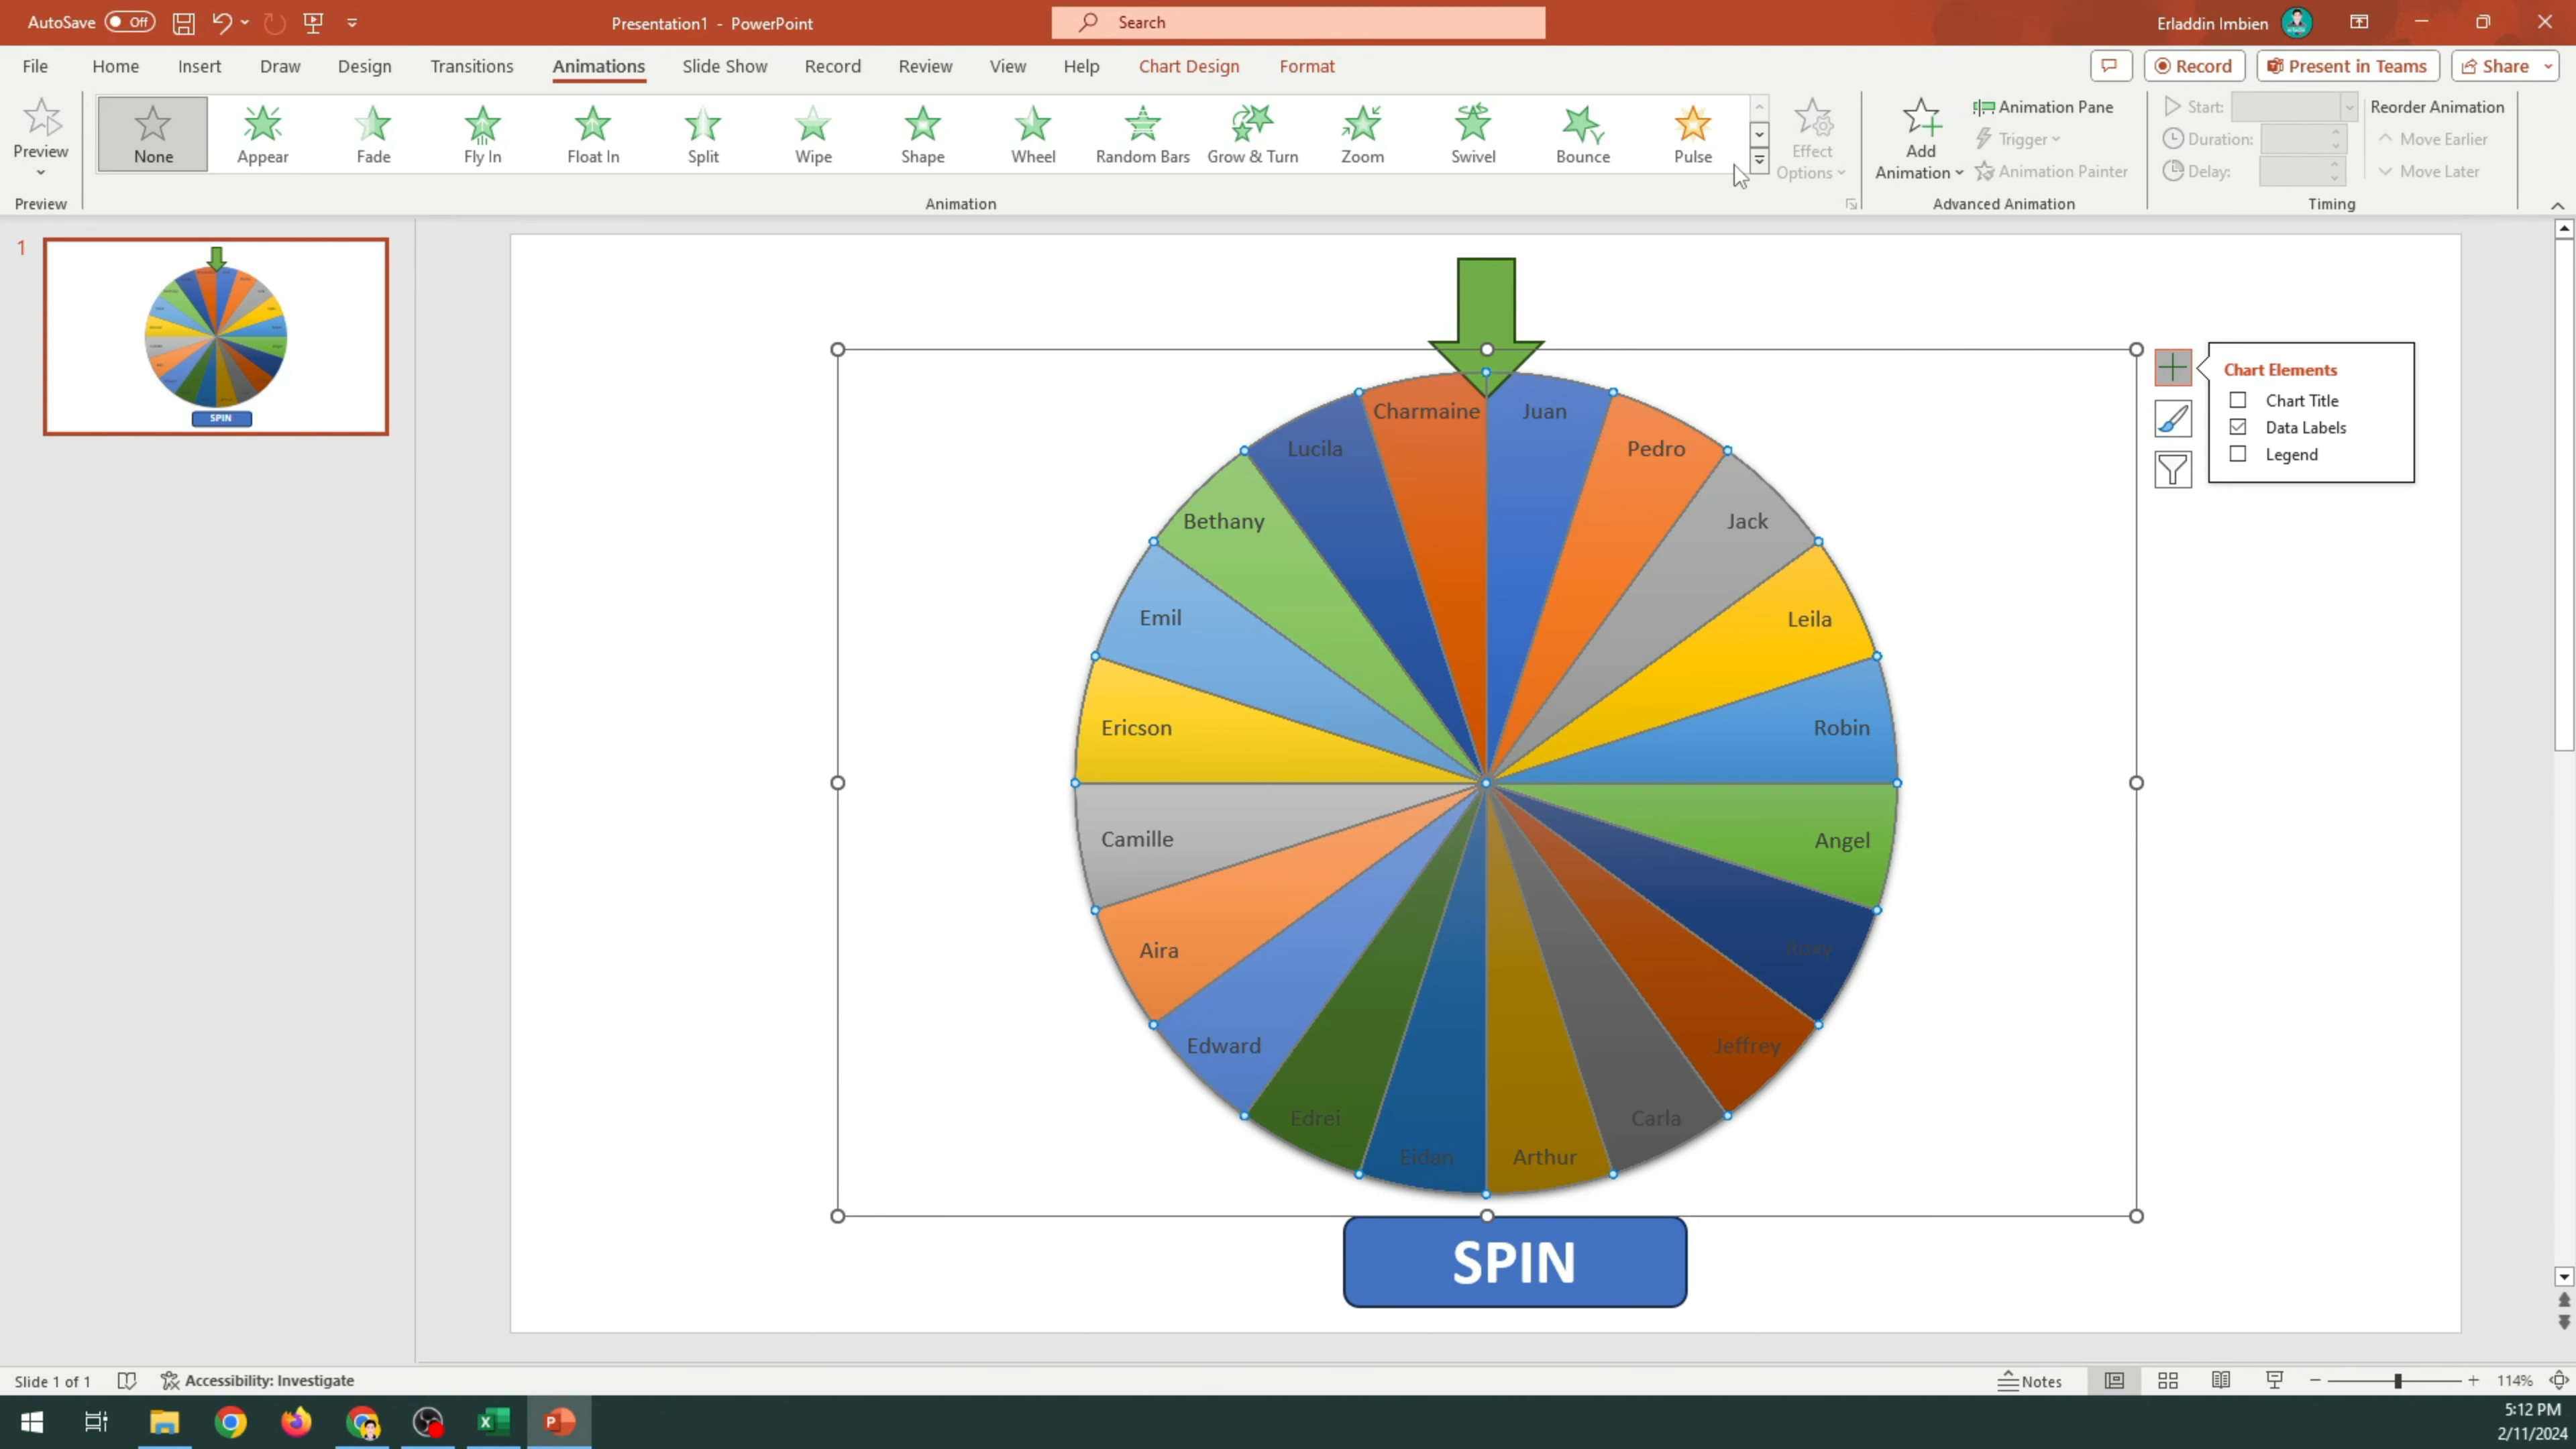 AutoSave Off
Presentation1 - PowerPoint
Search
Erladdin Imbien
File Home Insert Draw Design Transitions Animations Slide Show Record Review View Help Chart Design Format
Record
Present in Teams
Share
Preview
None Appear Fade Fly In Float In Split Wipe Shape Wheel Random Bars Grow & Turn Zoom Swivel Bounce Pulse
Effect Options
Add Animation
Animation Pane
Trigger
Animation Painter
Start:
Duration:
Delay:
Reorder Animation
Move Earlier
Move Later
Preview
Animation
Advanced Animation
Timing
1
SPIN
Chart Elements
Chart Title
Data Labels
Legend
Charmaine
Juan
Lucila
Pedro
Bethany
Jack
Emil
Leila
Ericson
Robin
Camille
Angel
Aira
Edward
Jeffrey
Edrei
Carla
Eidan
Arthur
SPIN
Slide 1 of 1
Accessibility: Investigate
Notes
114%
5:12 PM
2/11/2024